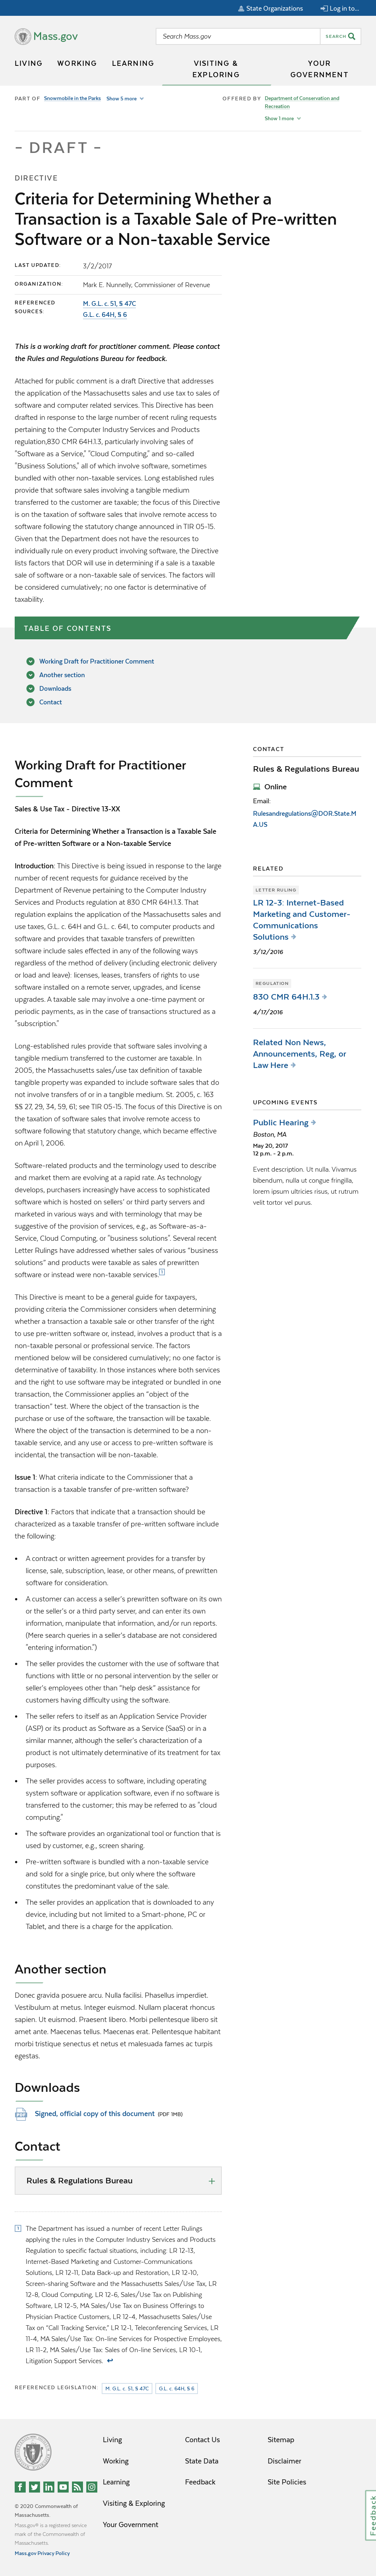 State Organizations
Log in to...
Mass.gov
Search Mass.gov
SEARCH
LIVING
WORKING
LEARNING
VISITING &
EXPLORING
YOUR
GOVERNMENT
PART OF Snowmobile in the Parks Show 5 more
OFFERED BY Department of Conservation and
Recreation
Show 1 more
- DRAFT -
DIRECTIVE
Criteria for Determining Whether a
Transaction is a Taxable Sale of Pre-written
Software or a Non-taxable Service
LAST UPDATED: 3/2/2017
ORGANIZATION: Mark E. Nunnelly, Commissioner of Revenue
REFERENCED
SOURCES:
M. G.L. c. 51, § 47C
G.L. c. 64H, § 6
This is a working draft for practitioner comment. Please contact
the Rules and Regulations Bureau for feedback.
Attached for public comment is a draft Directive that addresses
the application of the Massachusetts sales and use tax to sales of
software and computer related services. This Directive has been
drafted in response to the large number of recent ruling requests
pertaining to the Computer Industry Services and Products
regulation,830 CMR 64H.1.3, particularly involving sales of
"Software as a Service," "Cloud Computing," and so-called
"Business Solutions," all of which involve software, sometimes
bundled with other non-taxable services. Long established rules
provide that software sales involving a tangible medium
transferred to the customer are taxable; the focus of this Directive
is on the taxation of software sales that involve remote access to
software following the statutory change announced in TIR 05-15.
Given that the Department does not have the resources to
individually rule on every cloud software product, the Directive
lists factors that DOR will use in determining if a sale is a taxable
sale of software or a non-taxable sale of services. The factors will
be considered cumulatively; no one factor is determinative of
taxability.
TABLE OF CONTENTS
Working Draft for Practitioner Comment
Another section
Downloads
Contact
Working Draft for Practitioner
Comment
Sales & Use Tax - Directive 13-XX
Criteria for Determining Whether a Transaction is a Taxable Sale
of Pre-written Software or a Non-taxable Service
Introduction: This Directive is being issued in response to the large
number of recent requests for guidance received by the
Department of Revenue pertaining to the Computer Industry
Services and Products regulation at 830 CMR 64H.1.3. That
regulation explains the application of the Massachusetts sales and
use taxes, G.L. c. 64H and G.L. c. 64I, to computer products and
software and provides that taxable transfers of prewritten
software include sales effected in any of the following ways
regardless of the method of delivery (including electronic delivery
or load and leave): licenses, leases, transfers of rights to use
software installed on a remote server, upgrades, and license
upgrades. A taxable sale may involve a one-time payment or
periodic payments, as in the case of transactions structured as a
"subscription."
Long-established rules provide that software sales involving a
tangible medium transferred to the customer are taxable. In
2005, the Massachusetts sales/use tax definition of taxable
tangible property was expanded to include software sales that do
not involve transfers of or in a tangible medium. St. 2005, c. 163
§§ 27, 29, 34, 59, 61; see TIR 05-15. The focus of this Directive is on
the taxation of software sales that involve remote access to
software following that statutory change, which became effective
on April 1, 2006.
Software-related products and the terminology used to describe
and market them are evolving at a rapid rate. As technology
develops, purchasers increasingly have access to sophisticated
software which is hosted on sellers' or third party servers and
marketed in various ways and with terminology that may be
suggestive of the provision of services, e.g., as Software-as-a-
Service, Cloud Computing, or "business solutions". Several recent
Letter Rulings have addressed whether sales of various "business
solutions" and products were taxable as sales of prewritten
software or instead were non-taxable services.[1]
This Directive is meant to be a general guide for taxpayers,
providing criteria the Commissioner considers when determining
whether a transaction a taxable sale or other transfer of the right
to use pre-written software or, instead, involves a product that is a
non-taxable personal or professional service. The factors
mentioned below will be considered cumulatively; no one factor is
determinative of taxability. In those instances where both services
and the right to use software may be integrated or bundled in one
transaction, the Commissioner applies an "object of the
transaction" test. Where the object of the transaction is the
purchase or use of software, the transaction will be taxable.
Where the object of the transaction is determined to be a non-
taxable service, and any use or access to pre-written software is
incidental, the transaction will be non-taxable.
Issue 1: What criteria indicate to the Commissioner that a
transaction is a taxable transfer of pre-written software?
Directive 1: Factors that indicate that a transaction should be
characterized as a taxable transfer of pre-written software include
the following:
• A contract or written agreement provides for a transfer by
license, sale, subscription, lease, or other means, of prewritten
software for consideration.
• A customer can access a seller's prewritten software on its own
or the seller's or a third party server, and can enter its own
information, manipulate that information, and/or run reports.
(Mere search queries in a seller's database are not considered
"entering information.")
• The seller provides the customer with the use of software that
functions with little or no personal intervention by the seller or
seller's employees other than "help desk" assistance for
customers having difficulty using the software.
• The seller refers to itself as an Application Service Provider
(ASP) or its product as Software as a Service (SaaS) or in a
similar manner, although the seller's characterization of a
product is not ultimately determinative of its taxability for tax
purposes.
• The seller provides access to software, including operating
system software or application software, even if no software is
transferred to the customer; this may be referred to as "cloud
computing."
• The software provides an organizational tool or function that is
used by customer, e.g., screen sharing.
• Pre-written software is bundled with a non-taxable service
and sold for a single price, but only where the software
constitutes the predominant value of the sale.
• The seller provides an application that is downloaded to any
device, including but not limited to a Smart-phone, PC or
Tablet, and there is a charge for the application.
Another section
Donec gravida posuere arcu. Nulla facilisi. Phasellus imperdiet.
Vestibulum at metus. Integer euismod. Nullam placerat rhoncus
sapien. Ut euismod. Praesent libero. Morbi pellentesque libero sit
amet ante. Maecenas tellus. Maecenas erat. Pellentesque habitant
morbi tristique senectus et netus et malesuada fames ac turpis
egestas.
Downloads
Signed, official copy of this document (PDF 1MB)
Contact
Rules & Regulations Bureau
[1] The Department has issued a number of recent Letter Rulings
applying the rules in the Computer Industry Services and Products
Regulation to specific factual situations, including: LR 12-13,
Internet-Based Marketing and Customer-Communications
Solutions, LR 12-11, Data Back-up and Restoration, LR 12-10,
Screen-sharing Software and the Massachusetts Sales/Use Tax, LR
12-8, Cloud Computing, LR 12-6, Sales/Use Tax on Publishing
Software, LR 12-5, MA Sales/Use Tax on Business Offerings to
Physician Practice Customers, LR 12-4, Massachusetts Sales/Use
Tax on "Call Tracking Service," LR 12-1, Teleconferencing Services, LR
11-4, MA Sales/Use Tax: On-line Services for Prospective Employees,
LR 11-2, MA Sales/Use Tax: Sales of On-line Services, LR 10-1,
Litigation Support Services.
REFERENCED LEGISLATION: M. G.L. c. 51, § 47C G.L. c. 64H, § 6
CONTACT
Rules & Regulations Bureau
Online
Email:
Rulesandregulations@DOR.State.M
A.US
RELATED
LETTER RULING
LR 12-3: Internet-Based
Marketing and Customer-
Communications
Solutions
3/12/2016
REGULATION
830 CMR 64H.1.3
4/17/2016
Related Non News,
Announcements, Reg, or
Law Here
UPCOMING EVENTS
Public Hearing
Boston, MA
May 20, 2017
12 p.m. - 2 p.m.
Event description. Ut nulla. Vivamus
bibendum, nulla ut congue fringilla,
lorem ipsum ultricies risus, ut rutrum
velit tortor vel purus.
Living
Working
Learning
Visiting & Exploring
Your Government
Contact Us
State Data
Feedback
Sitemap
Disclaimer
Site Policies
© 2020 Commonwealth of
Massachusetts.
Mass.gov® is a registered service
mark of the Commonwealth of
Massachusetts.
Mass.gov Privacy Policy
Feedback